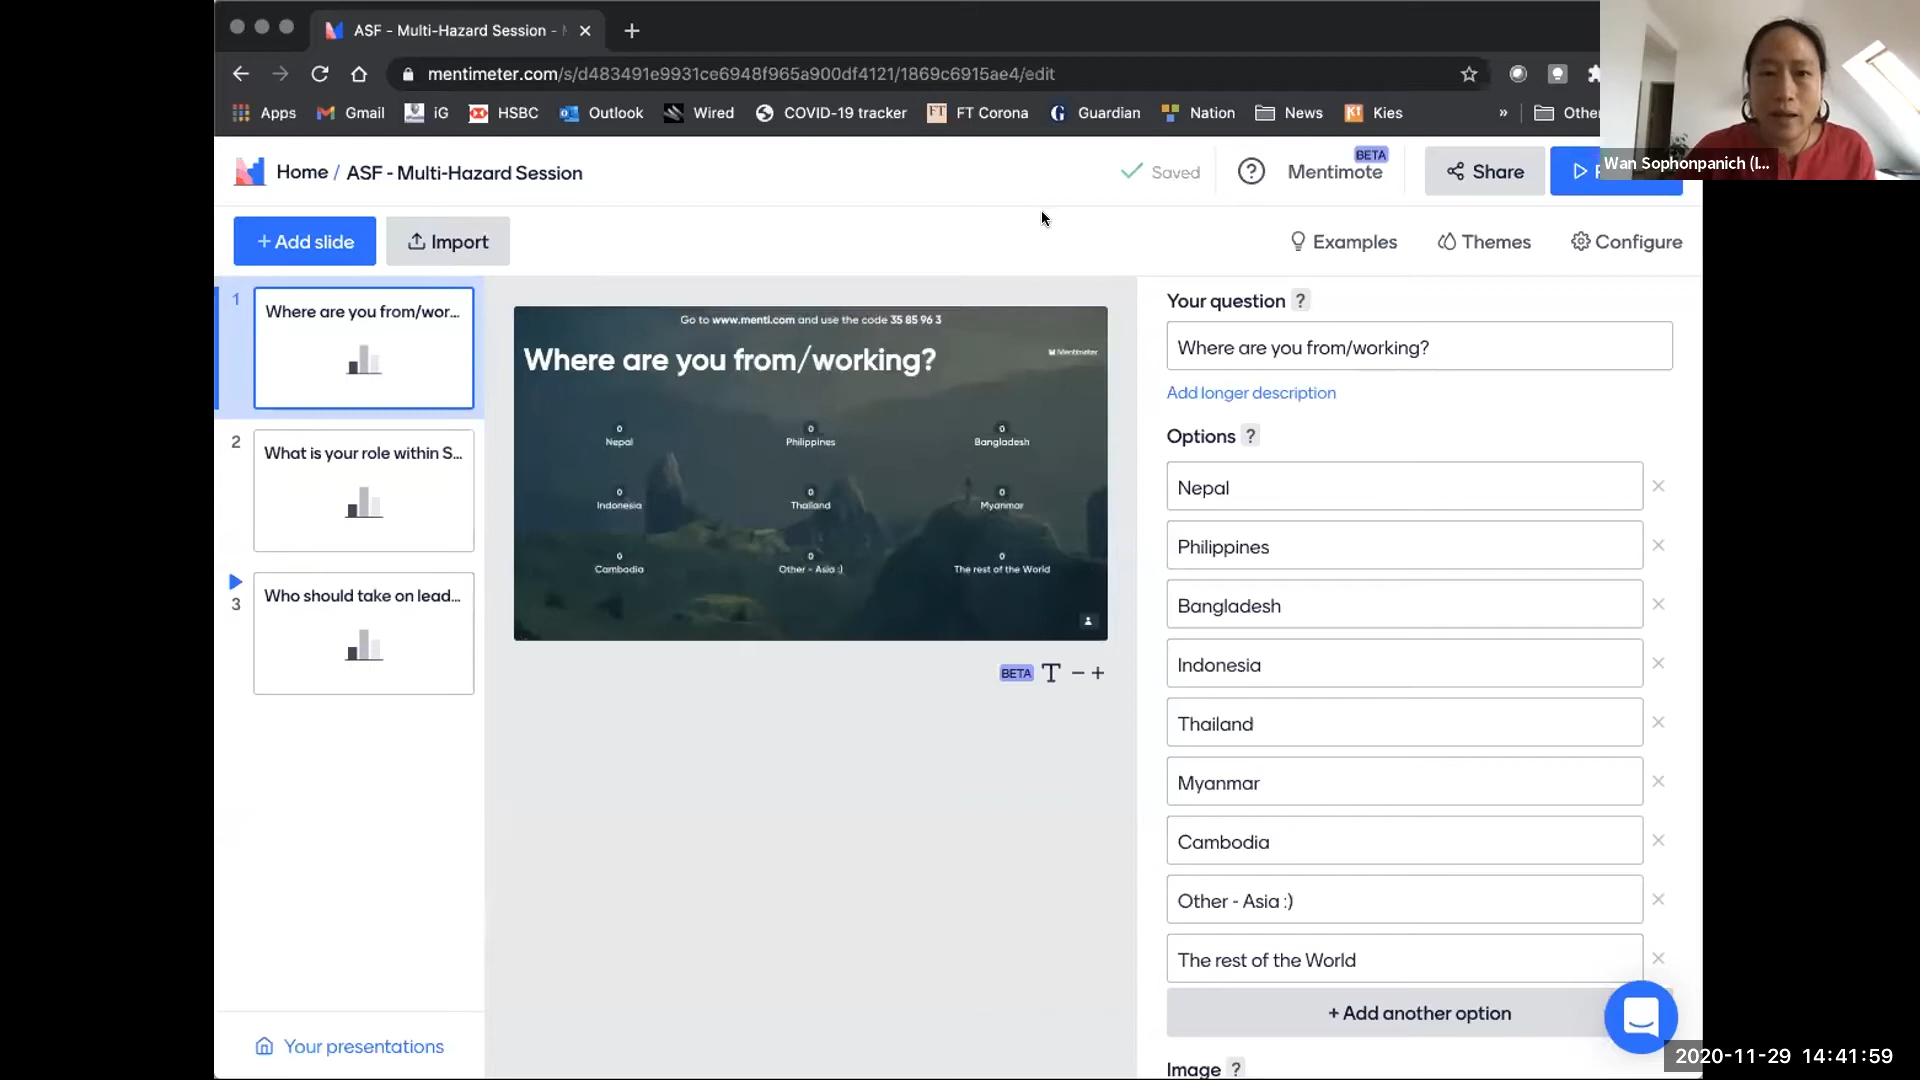 ASF - Multi-Hazard Session -
mentimeter.com/s/d483491e9931ce6948f965a900df4121/1869c6915ae4/edit
Apps Gmail iG HSBC Outlook Wired COVID-19 tracker FT FT Corona Guardian Nation News Kies » Other
Wan Sophonpanich (I...
Home / ASF - Multi-Hazard Session
Saved
? Mentimote BETA
Share
+ Add slide
Import
Examples
Themes
Configure
1
Where are you from/wor...
2
What is your role within S...
3
Who should take on lead...
Your presentations
Go to www.menti.com and use the code 35 85 96 3
Where are you from/working?
Mentimeter
0 0 0
Nepal Philippines Bangladesh
0 0 0
Indonesia Thailand Myanmar
0 0 0
Cambodia Other - Asia :) The rest of the World
BETA T − +
Your question ?
Where are you from/working?
Add longer description
Options ?
Nepal
Philippines
Bangladesh
Indonesia
Thailand
Myanmar
Cambodia
Other - Asia :)
The rest of the World
+ Add another option
Image ?
2020-11-29 14:41:59